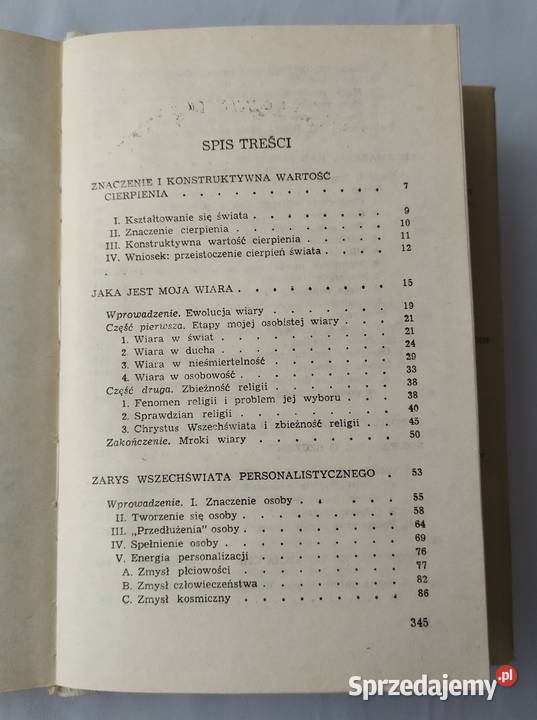 SPIS TREŚCI
ZNACZENIE I KONSTRUKTYWNA WARTOŚĆ
CIERPIENIA . . . . . . . . . . . . 7
I. Kształtowanie się świata . . . . . . . . 9
II. Znaczenie cierpienia . . . . . . . . . 10
III. Konstruktywna wartość cierpienia . . . . . 11
IV. Wniosek: przeistoczenie cierpień świata . . . . 12
JAKA JEST MOJA WIARA . . . . . . . . 15
Wprowadzenie. Ewolucja wiary . . . . . . . 19
Część pierwsza. Etapy mojej osobistej wiary . . . . 21
1. Wiara w świat . . . . . . . . . . 21
2. Wiara w ducha . . . . . . . . . . 24
3. Wiara w nieśmiertelność . . . . . . . 29
4. Wiara w osobowość . . . . . . . . . 33
Część druga. Zbieżność religii . . . . . . . 38
1. Fenomen religii i problem jej wyboru . . . . 38
2. Sprawdzian religii . . . . . . . . . 40
3. Chrystus Wszechświata i zbieżność religii . . . 45
Zakończenie. Mroki wiary . . . . . . . . 50
ZARYS WSZECHŚWIATA PERSONALISTYCZNEGO . 53
Wprowadzenie. I. Znaczenie osoby . . . . . . 55
II. Tworzenie się osoby . . . . . . . . . 58
III. „Przedłużenia" osoby . . . . . . . . 64
IV. Spełnienie osoby . . . . . . . . . . 69
V. Energia personalizacji . . . . . . . . 76
A. Zmysł płciowości . . . . . . . . . 77
B. Zmysł człowieczeństwa . . . . . . . . 82
C. Zmysł kosmiczny . . . . . . . . . 86
345
Sprzedajemy.pl